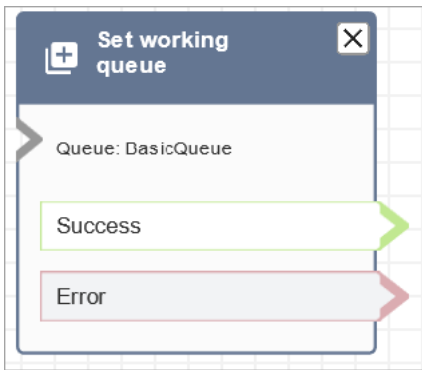 Set working
queue
Queue: BasicQueue
Success
Error